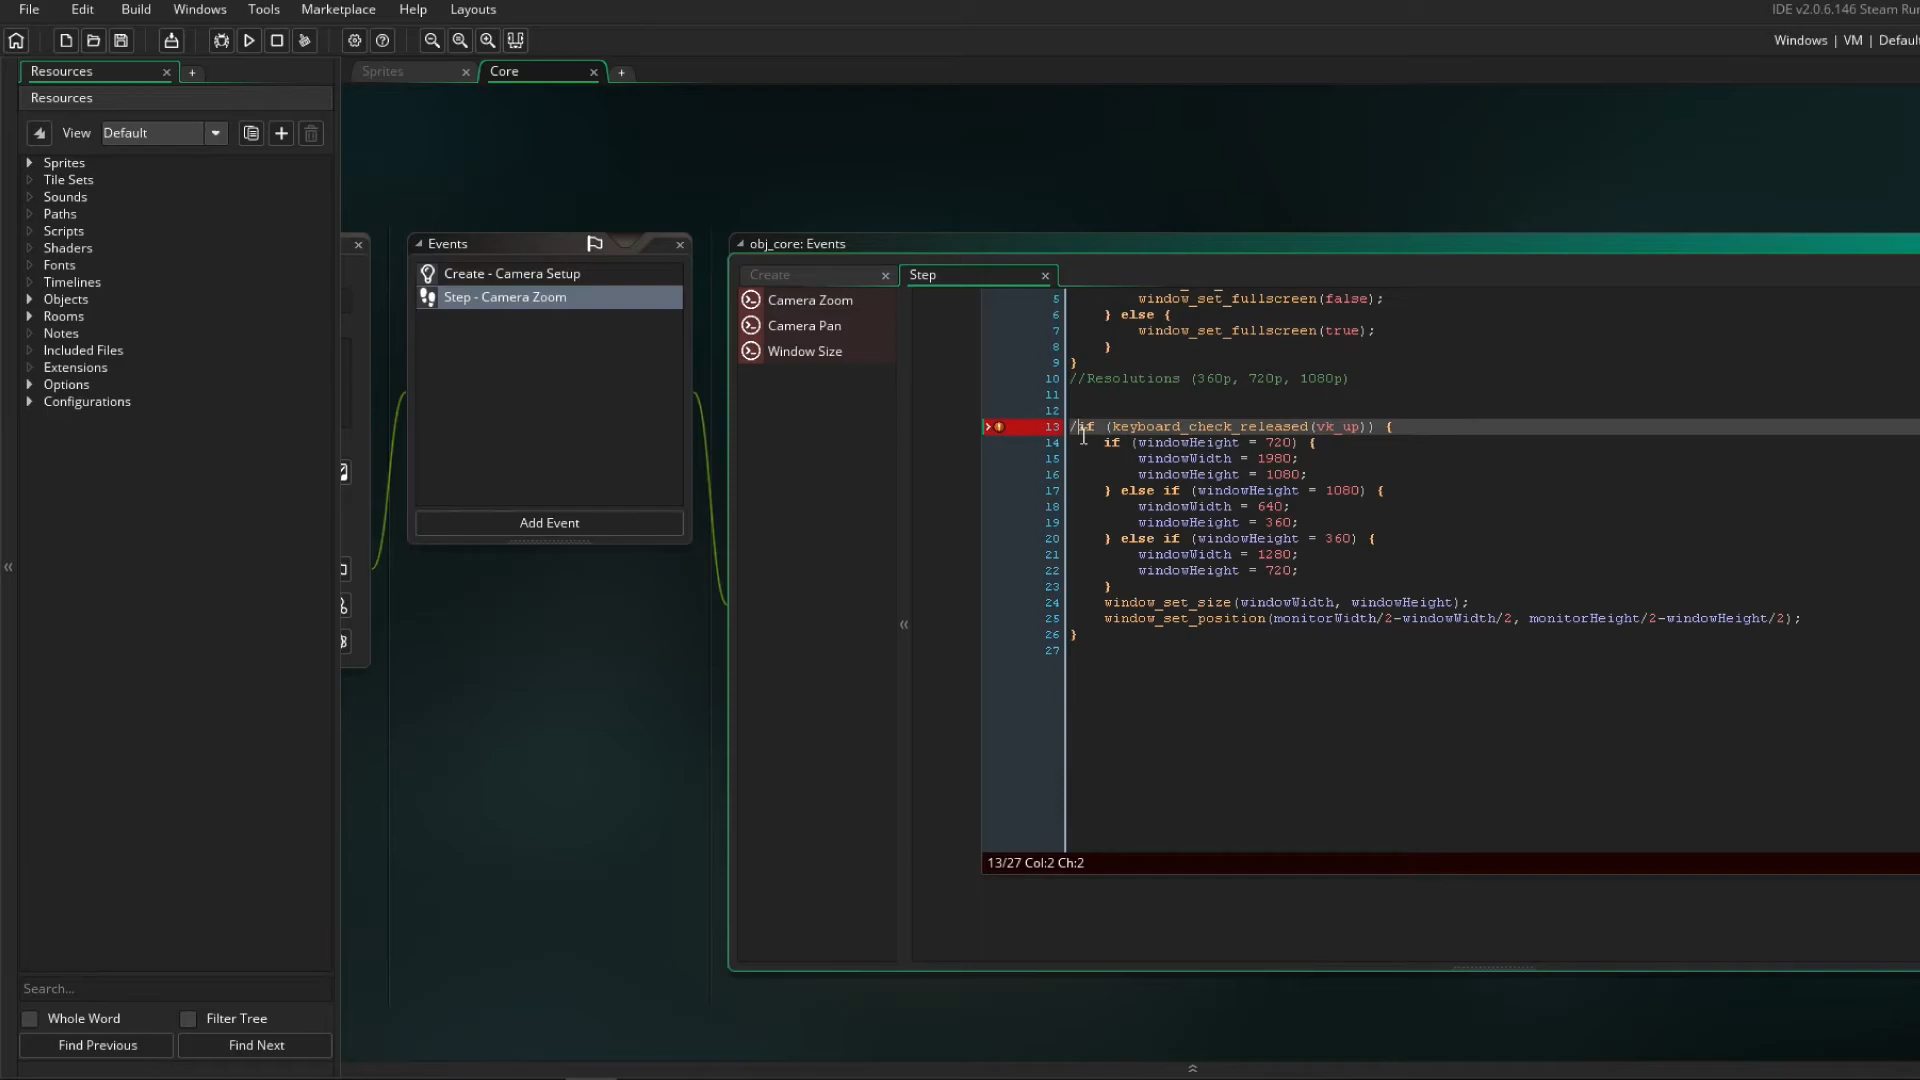 File Edit Build Windows Tools Marketplace Help Layouts
IDE v2.0.6.146 Steam Ru
Windows | VM | Defaul
Resources
Sprites Core
Resources
View Default
Sprites
Tile Sets
Sounds
Paths
Scripts
Shaders
Fonts
Timelines
Objects
Rooms
Notes
Included Files
Extensions
Options
Configurations
Search...
Whole Word Filter Tree
Find Previous Find Next
Events
Create - Camera Setup
Step - Camera Zoom
Add Event
obj_core: Events
Create Step
Camera Zoom
Camera Pan
Window Size
5 window_set_fullscreen(false);
6 } else {
7 window_set_fullscreen(true);
8 }
9 }
10 //Resolutions (360p, 720p, 1080p)
11
12
13 /if (keyboard_check_released(vk_up)) {
14 if (windowHeight = 720) {
15 windowWidth = 1980;
16 windowHeight = 1080;
17 } else if (windowHeight = 1080) {
18 windowWidth = 640;
19 windowHeight = 360;
20 } else if (windowHeight = 360) {
21 windowWidth = 1280;
22 windowHeight = 720;
23 }
24 window_set_size(windowWidth, windowHeight);
25 window_set_position(monitorWidth/2-windowWidth/2, monitorHeight/2-windowHeight/2);
26 }
27
13/27 Col:2 Ch:2